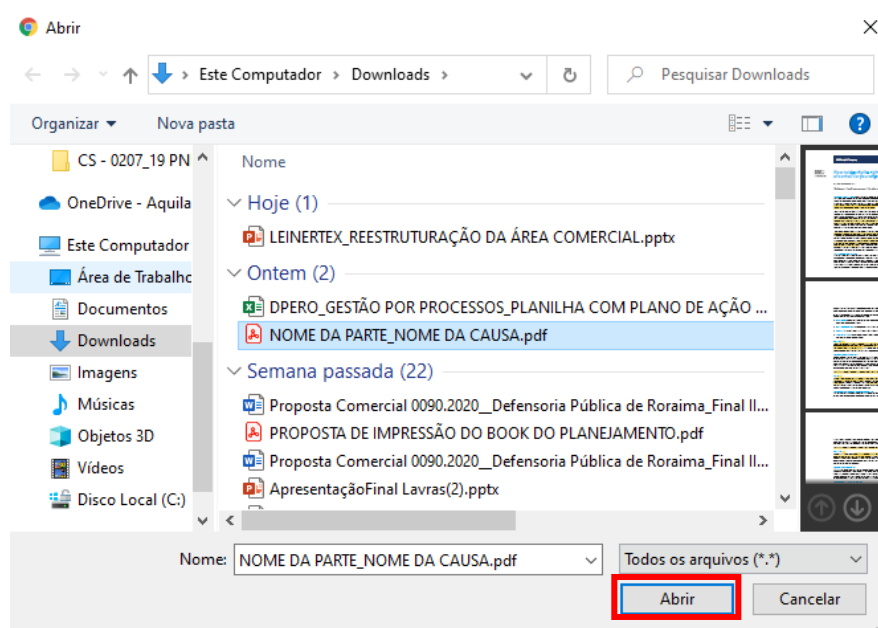 Abrir
Este Computador > Downloads >
Pesquisar Downloads
Organizar
Nova pasta
CS - 0207_19 PN
OneDrive - Aquila
Este Computador
Área de Trabalho
Documentos
Downloads
Imagens
Músicas
Objetos 3D
Vídeos
Disco Local (C:)
Nome
Hoje (1)
LEINERTEX_REESTRUTURAÇÃO DA ÁREA COMERCIAL.pptx
Ontem (2)
DPERO_GESTÃO POR PROCESSOS_PLANILHA COM PLANO DE AÇÃO ...
NOME DA PARTE_NOME DA CAUSA.pdf
Semana passada (22)
Proposta Comercial 0090.2020__Defensoria Pública de Roraima_Final II...
PROPOSTA DE IMPRESSÃO DO BOOK DO PLANEJAMENTO.pdf
Proposta Comercial 0090.2020__Defensoria Pública de Roraima_Final II...
ApresentaçãoFinal Lavras(2).pptx
Nome: NOME DA PARTE_NOME DA CAUSA.pdf
Todos os arquivos (*.*)
Abrir
Cancelar